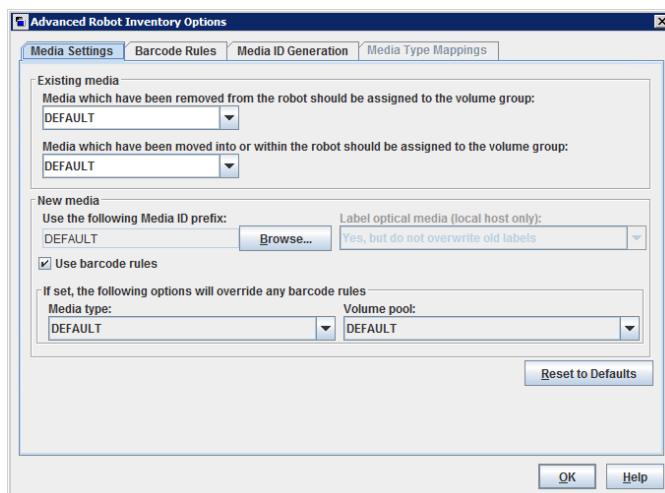 Advanced Robot Inventory Options
Media Settings Barcode Rules Media ID Generation Media Type Mappings
Existing media
Media which have been removed from the robot should be assigned to the volume group:
DEFAULT
Media which have been moved into or within the robot should be assigned to the volume group:
DEFAULT
New media
Use the following Media ID prefix: Label optical media (local host only):
DEFAULT Browse... Yes, but do not overwrite old labels
Use barcode rules
If set, the following options will override any barcode rules
Media type: Volume pool:
DEFAULT DEFAULT
Reset to Defaults
OK Help